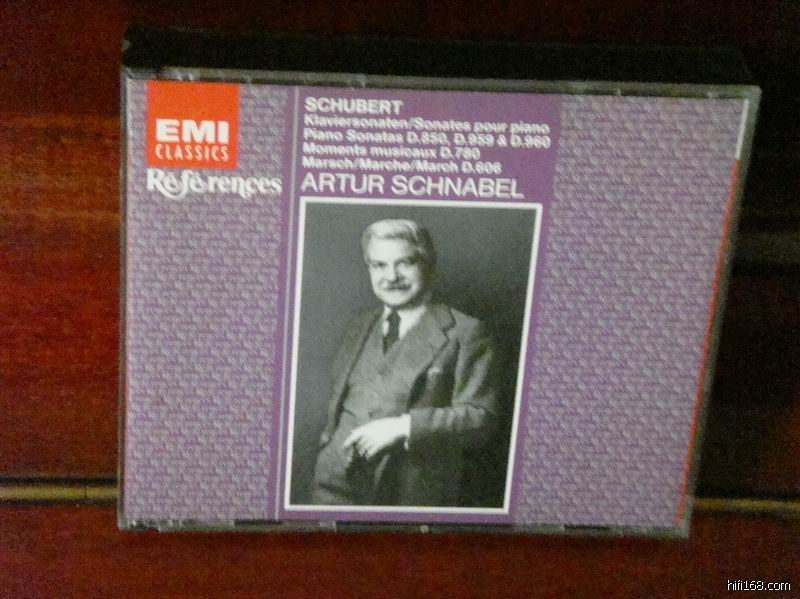 EMI
CLASSICS
Références
SCHUBERT
Klaviersonaten/Sonates pour piano
Piano Sonatas D.850, D.959 & D.960
Moments musicaux D.780
Marsch/Marche/March D.606
ARTUR SCHNABEL
hifi168.com